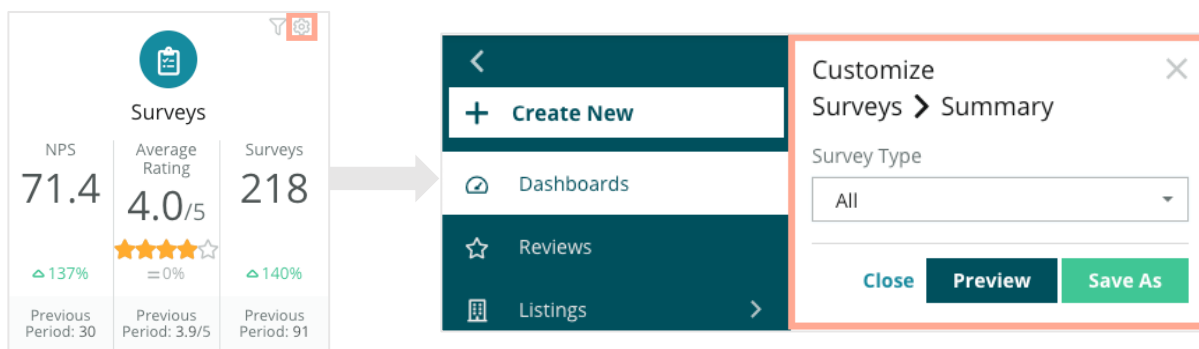 Surveys
NPS
71.4
137%
Previous
Period: 30
Average
Rating
4.0/5
=0%
Previous
Period: 3.9/5
Surveys
218
140%
Previous
Period: 91
Create New
Dashboards
Reviews
Listings
Customize
Surveys > Summary
Survey Type
All
Close
Preview
Save As